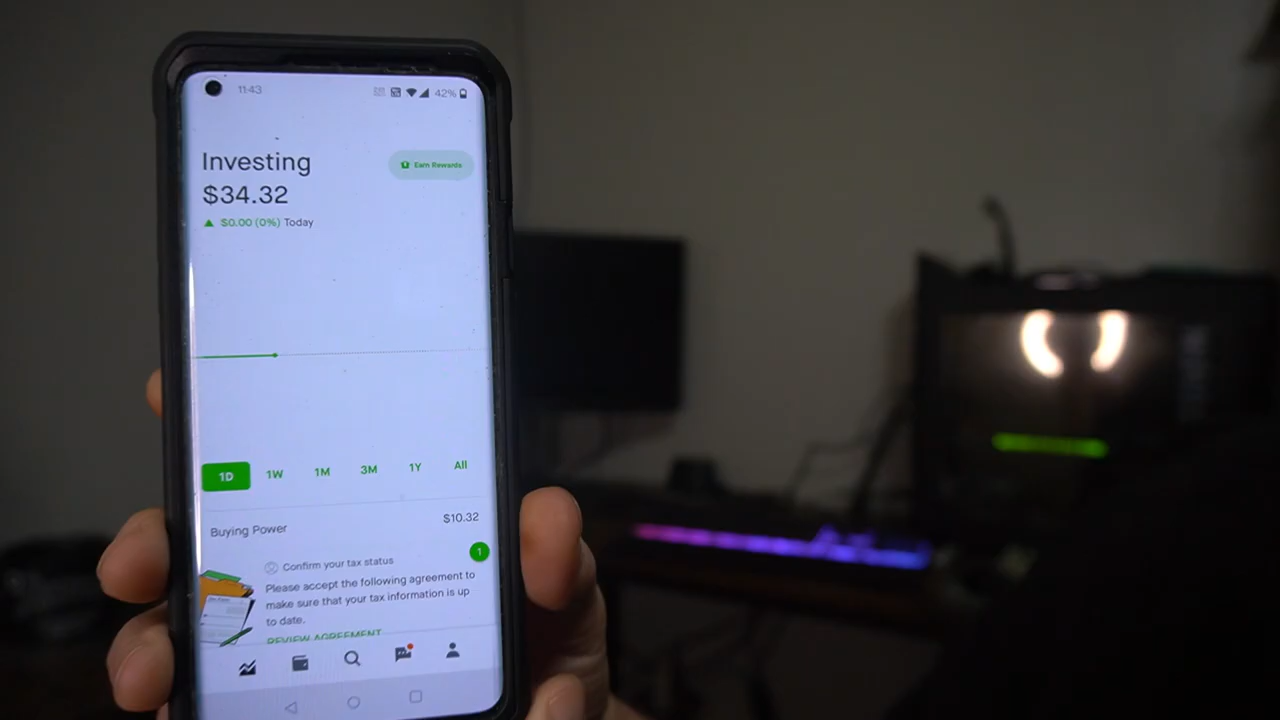 11:43
42%
Investing
Earn Rewards
$34.32
$0.00 (0%) Today
1D 1W 1M 3M 1Y All
Buying Power
$10.32
1
Confirm your tax status
Please accept the following agreement to
make sure that your tax information is up
to date.
REVIEW AGREEMENT